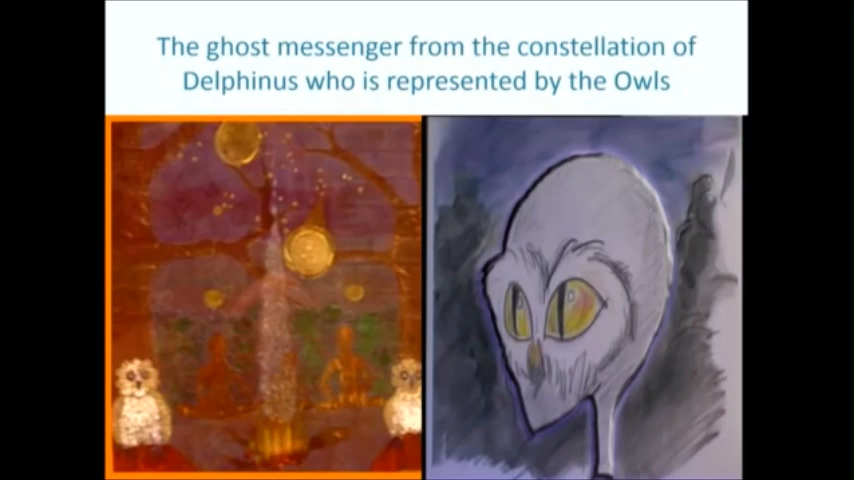 The ghost messenger from the constellation of
Delphinus who is represented by the Owls